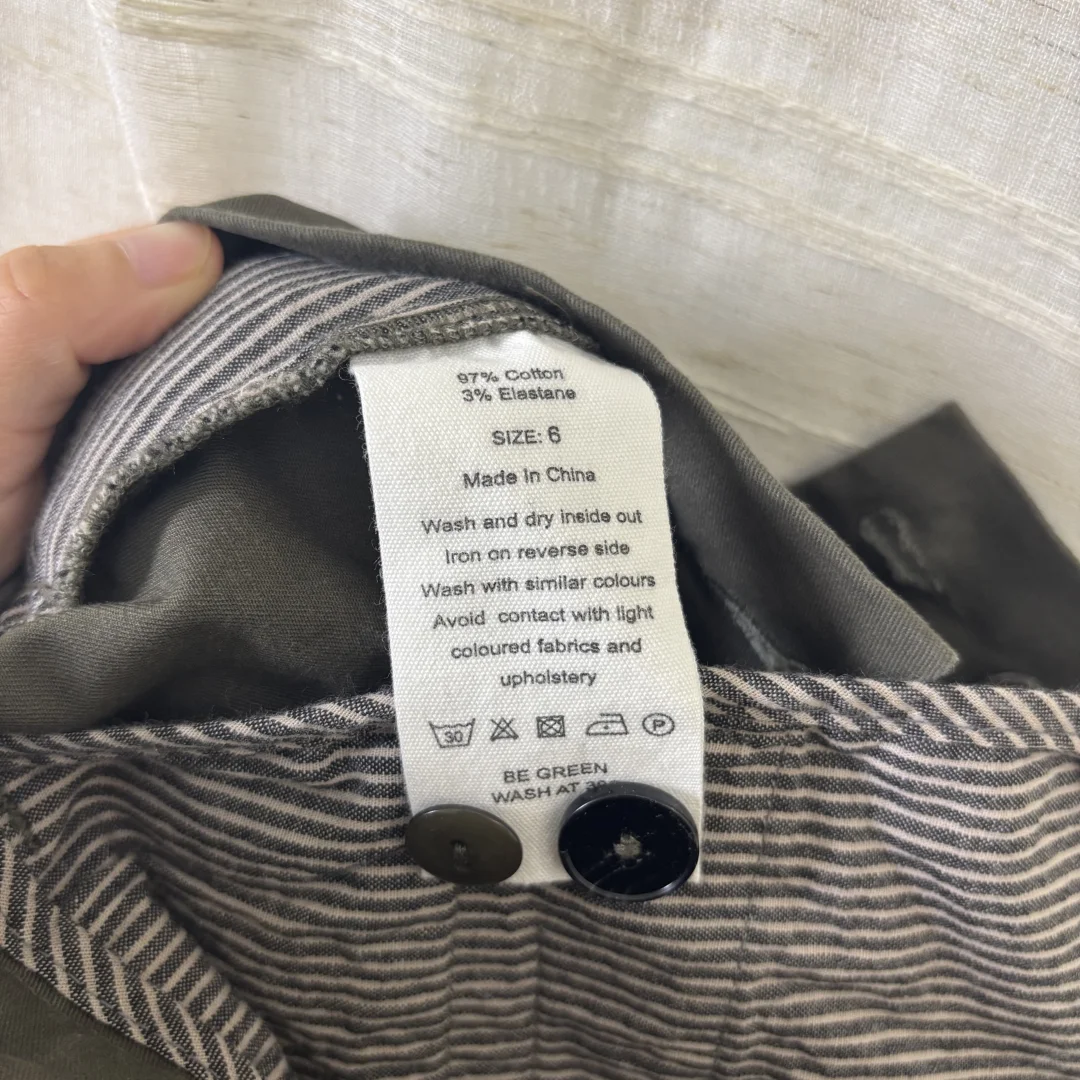 97% Cotton
3% Elastane
SIZE: 6
Made In China
Wash and dry inside out
Iron on reverse side
Wash with similar colours
Avoid contact with light
coloured fabrics and
upholstery
30 P
BE GREEN
WASH AT